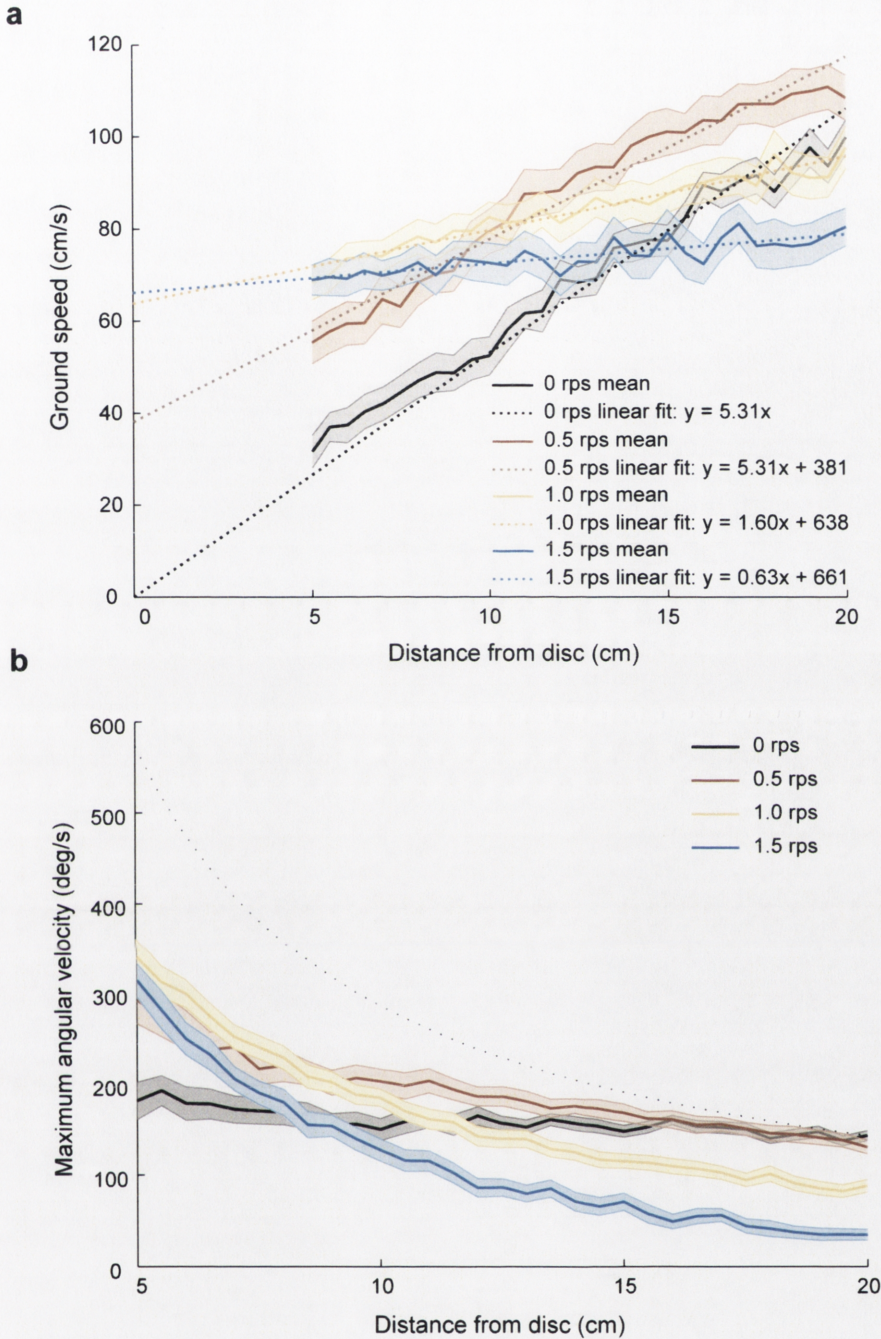 a
120
100
80
60
40
20
0
Ground speed (cm/s)
0 rps mean
0 rps linear fit: y = 5.31x
0.5 rps mean
0.5 rps linear fit: y = 5.31x + 381
1.0 rps mean
1.0 rps linear fit: y = 1.60x + 638
1.5 rps mean
1.5 rps linear fit: y = 0.63x + 661
0 5 10 15 20
Distance from disc (cm)
b
600
500
400
300
200
100
0
Maximum angular velocity (deg/s)
0 rps
0.5 rps
1.0 rps
1.5 rps
5 10 15 20
Distance from disc (cm)